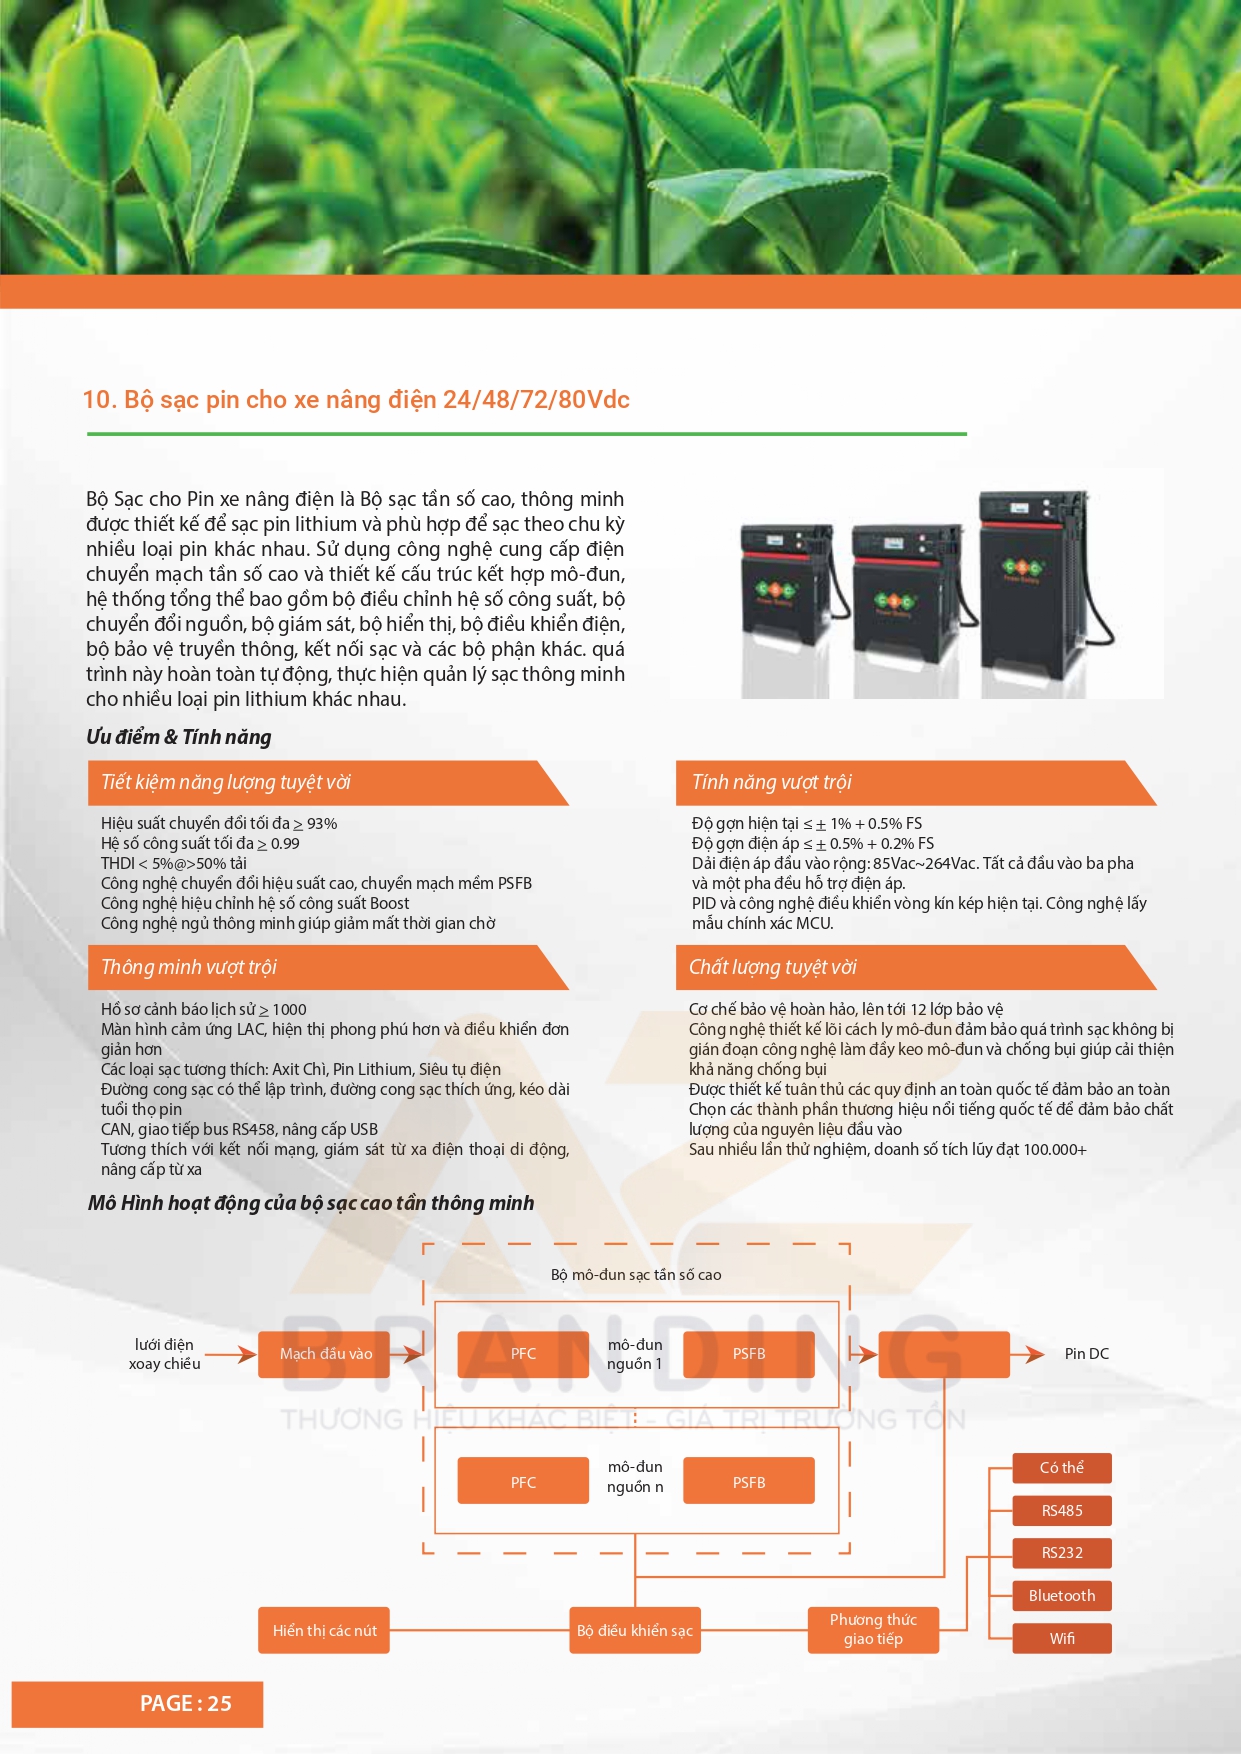 10. Bộ sạc pin cho xe nâng điện 24/48/72/80Vdc
Bộ Sạc cho Pin xe nâng điện là Bộ sạc tần số cao, thông minh
được thiết kế để sạc pin lithium và phù hợp để sạc theo chu kỳ
nhiều loại pin khác nhau. Sử dụng công nghệ cung cấp điện
chuyển mạch tần số cao và thiết kế cấu trúc kết hợp mô-đun,
hệ thống tổng thể bao gồm bộ điều chỉnh hệ số công suất, bộ
chuyển đổi nguồn, bộ giám sát, bộ hiển thị, bộ điều khiển điện,
bộ bảo vệ truyền thông, kết nối sạc và các bộ phận khác. quá
trình này hoàn toàn tự động, thực hiện quản lý sạc thông minh
cho nhiều loại pin lithium khác nhau.
CSC
Power Battery
CSC
Power Battery
CSC
Power Battery
Ưu điểm & Tính năng
Tiết kiệm năng lượng tuyệt vời
Hiệu suất chuyển đổi tối đa ≥ 93%
Hệ số công suất tối đa ≥ 0.99
THDI < 5%@>50% tải
Công nghệ chuyển đổi hiệu suất cao, chuyển mạch mềm PSFB
Công nghệ hiệu chỉnh hệ số công suất Boost
Công nghệ ngủ thông minh giúp giảm mất thời gian chờ
Tính năng vượt trội
Độ gợn hiện tại ≤ ± 1% + 0.5% FS
Độ gợn điện áp ≤ ± 0.5% + 0.2% FS
Dải điện áp đầu vào rộng: 85Vac~264Vac. Tất cả đầu vào ba pha
và một pha đều hỗ trợ điện áp.
PID và công nghệ điều khiển vòng kín kép hiện tại. Công nghệ lấy
mẫu chính xác MCU.
Thông minh vượt trội
Hồ sơ cảnh báo lịch sử ≥ 1000
Màn hình cảm ứng LAC, hiện thị phong phú hơn và điều khiển đơn
giản hơn
Các loại sạc tương thích: Axit Chì, Pin Lithium, Siêu tụ điện
Đường cong sạc có thể lập trình, đường cong sạc thích ứng, kéo dài
tuổi thọ pin
CAN, giao tiếp bus RS458, nâng cấp USB
Tương thích với kết nối mạng, giám sát từ xa điện thoại di động,
nâng cấp từ xa
Chất lượng tuyệt vời
Cơ chế bảo vệ hoàn hảo, lên tới 12 lớp bảo vệ
Công nghệ thiết kế lõi cách ly mô-đun đảm bảo quá trình sạc không bị
gián đoạn công nghệ làm đầy keo mô-đun và chống bụi giúp cải thiện
khả năng chống bụi
Được thiết kế tuân thủ các quy định an toàn quốc tế đảm bảo an toàn
Chọn các thành phần thương hiệu nổi tiếng quốc tế để đảm bảo chất
lượng của nguyên liệu đầu vào
Sau nhiều lần thử nghiệm, doanh số tích lũy đạt 100.000+
Mô Hình hoạt động của bộ sạc cao tần thông minh
Bộ mô-đun sạc tần số cao
lưới điện
xoay chiều
Mạch đầu vào
PFC
mô-đun
nguồn 1
PSFB
Pin DC
AZ
BRANDING
THƯƠNG HIỆU KHÁC BIỆT - GIÁ TRỊ TRƯỜNG TỒN
PFC
mô-đun
nguồn n
PSFB
Có thể
RS485
RS232
Bluetooth
Wifi
Hiển thị các nút
Bộ điều khiển sạc
Phương thức
giao tiếp
PAGE : 25